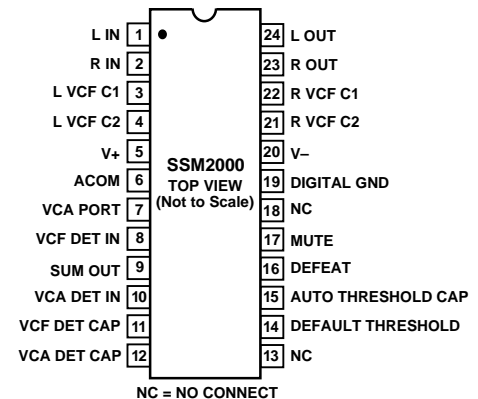 L IN 1
R IN 2
L VCF C1 3
L VCF C2 4
V+ 5
ACOM 6
VCA PORT 7
VCF DET IN 8
SUM OUT 9
VCA DET IN 10
VCF DET CAP 11
VCA DET CAP 12
SSM2000
TOP VIEW
(Not to Scale)
24 L OUT
23 R OUT
22 R VCF C1
21 R VCF C2
20 V–
19 DIGITAL GND
18 NC
17 MUTE
16 DEFEAT
15 AUTO THRESHOLD CAP
14 DEFAULT THRESHOLD
13 NC
NC = NO CONNECT